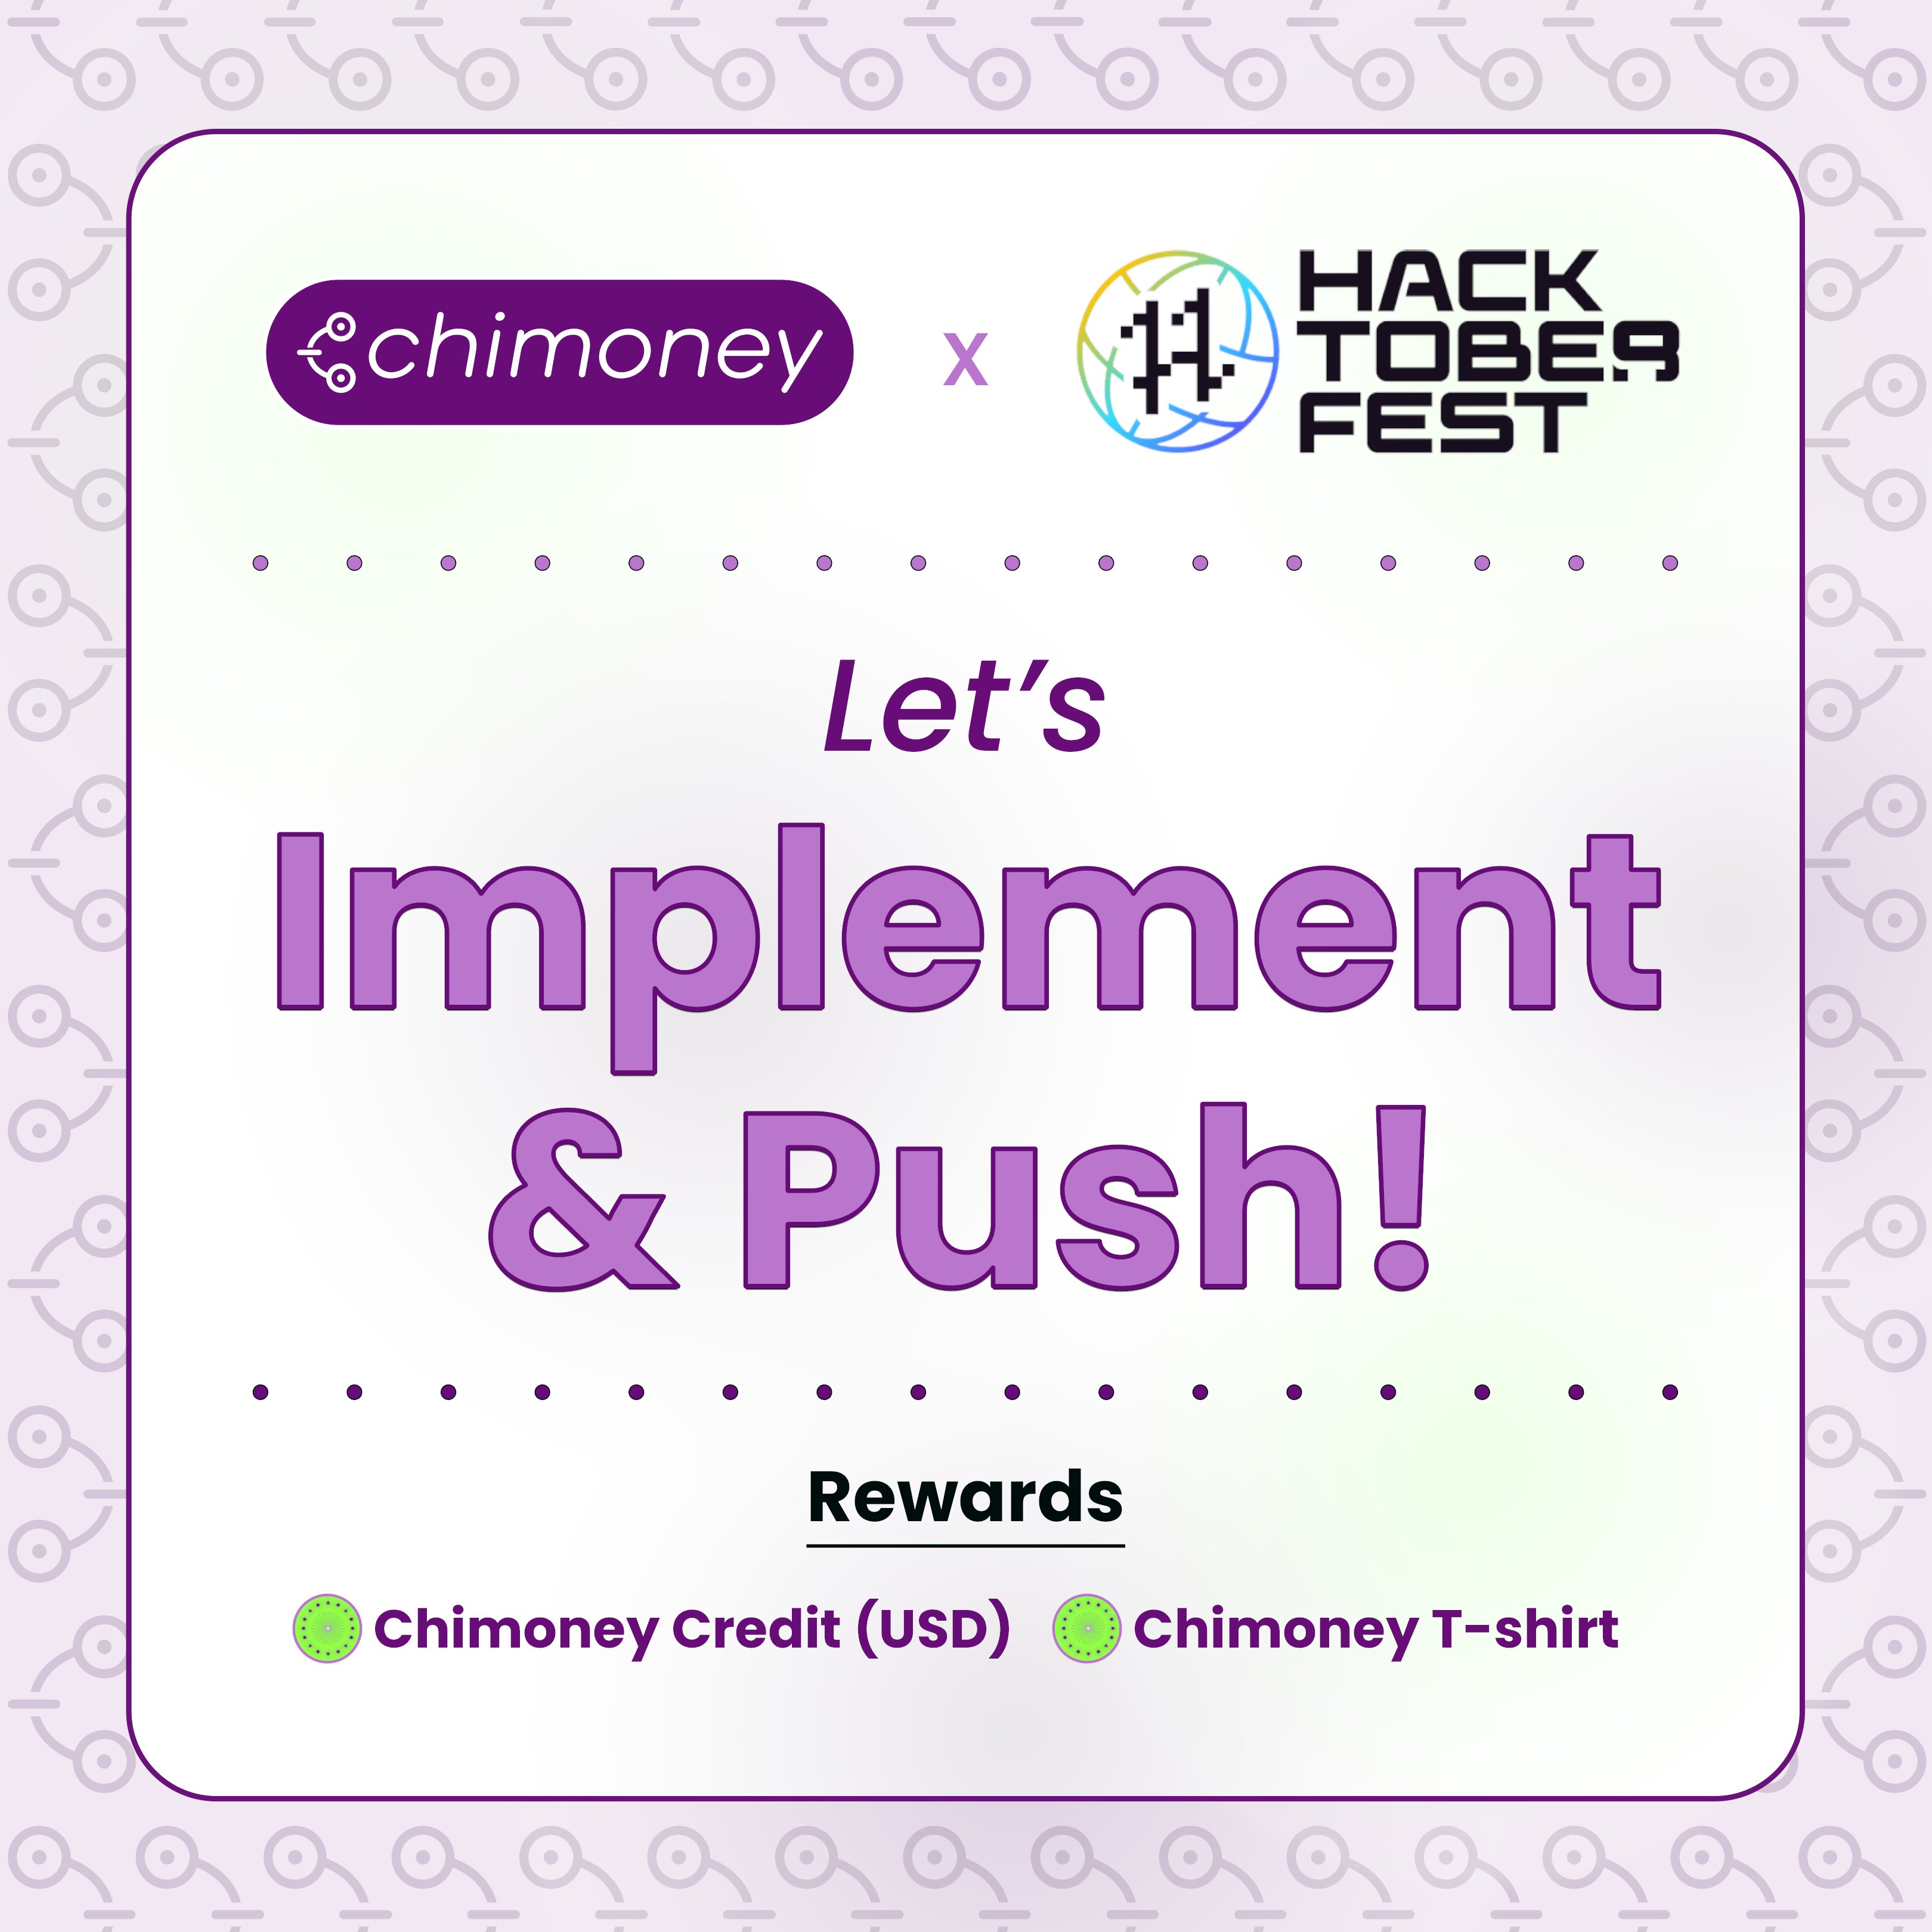 chimoney x HACK
TOBER
FEST
Let's
Implement
& Push!
Rewards
Chimoney Credit (USD) Chimoney T-shirt